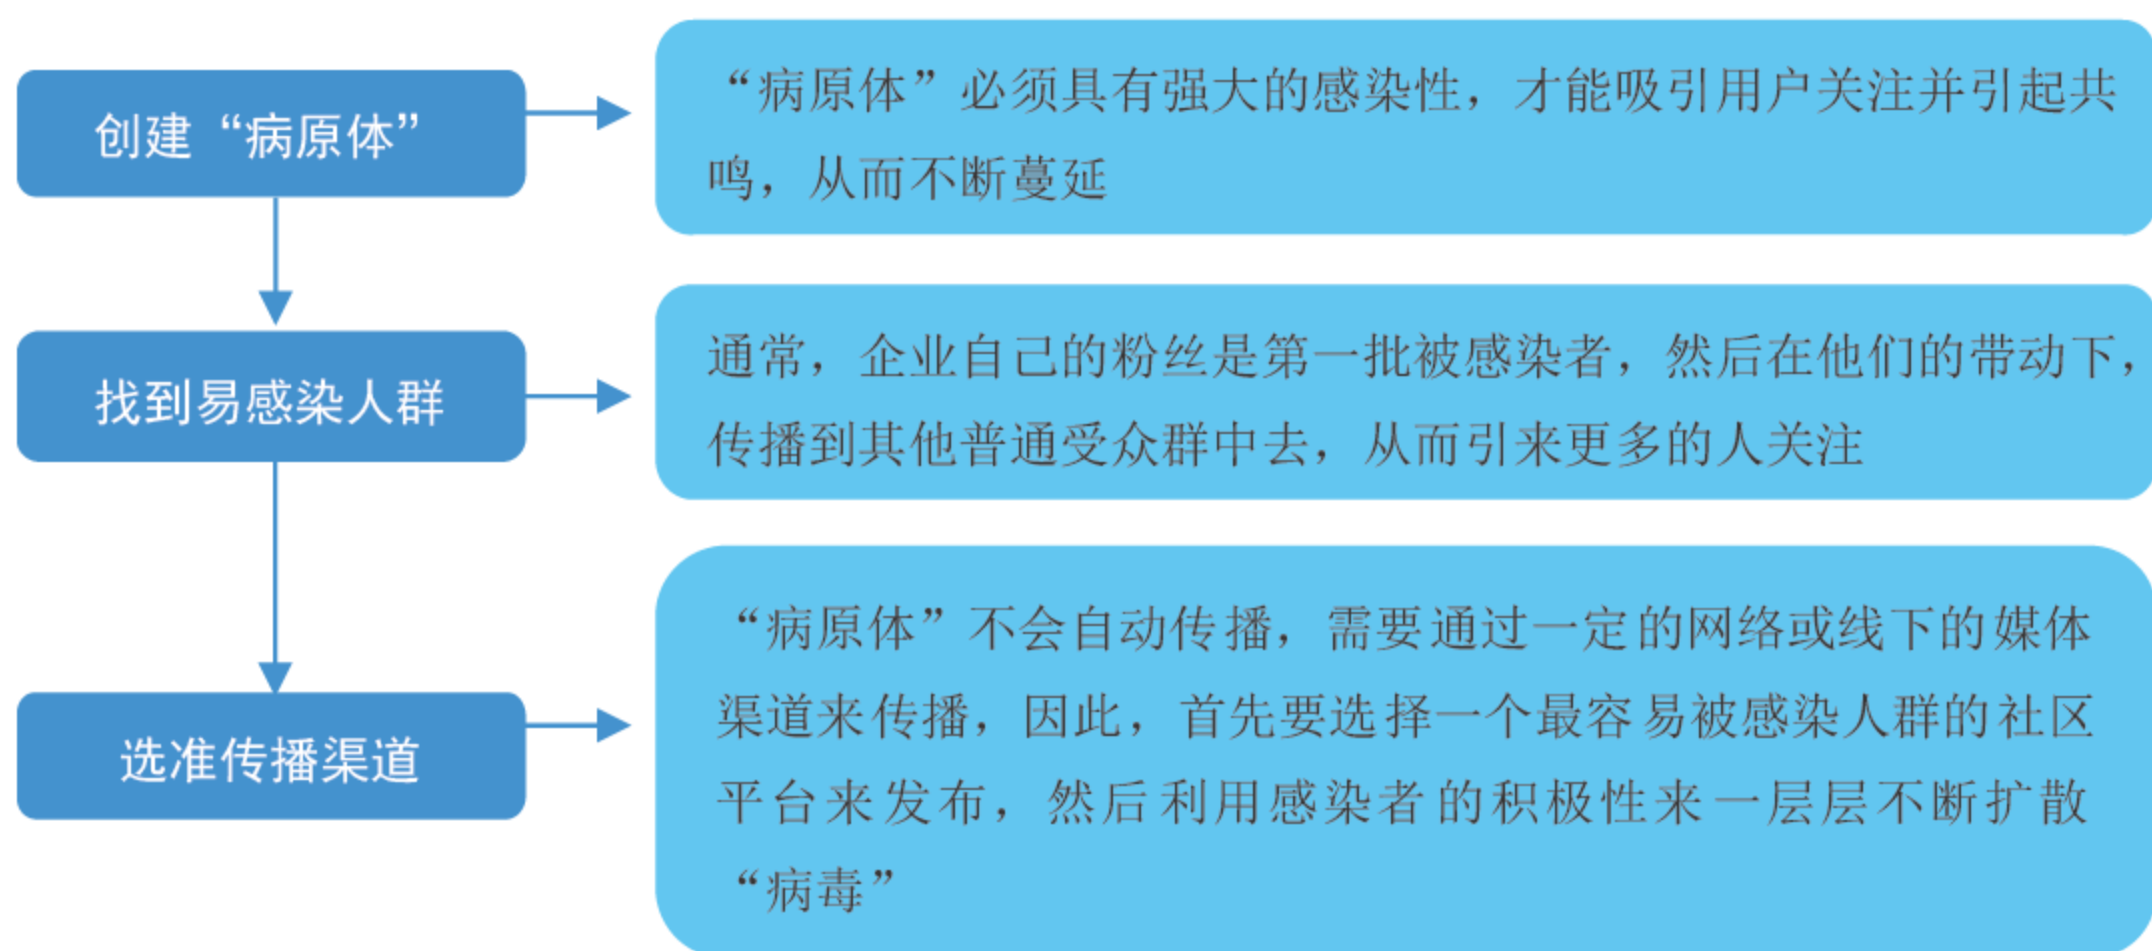 创建“病原体”
“病原体”必须具有强大的感染性，才能吸引用户关注并引起共
鸣，从而不断蔓延
找到易感染人群
通常，企业自己的粉丝是第一批被感染者，然后在他们的带动下，
传播到其他普通受众群中去，从而引来更多的人关注
选准传播渠道
“病原体”不会自动传播，需要通过一定的网络或线下的媒体
渠道来传播，因此，首先要选择一个最容易被感染人群的社区
平台来发布，然后利用感染者的积极性来一层层不断扩散
“病毒”